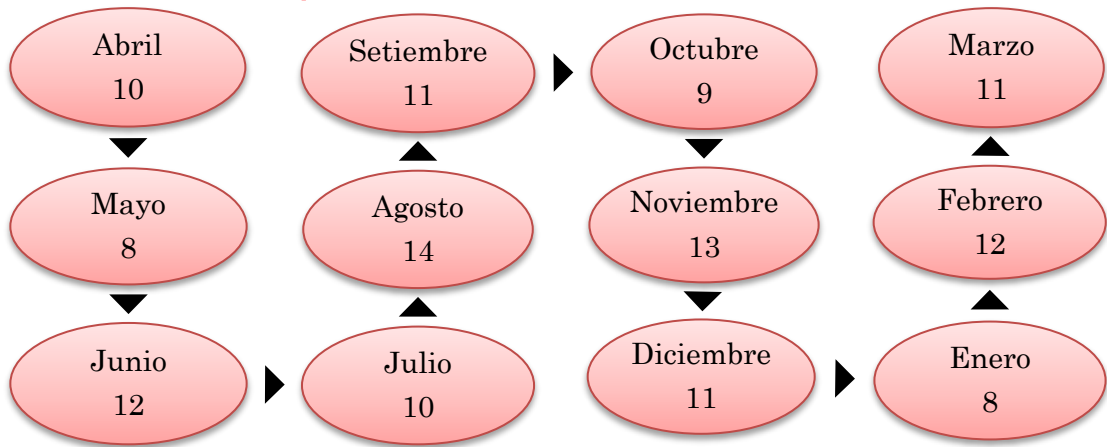 Abril
10
Mayo
8
Junio
12
Julio
10
Agosto
14
Setiembre
11
Octubre
9
Noviembre
13
Diciembre
11
Enero
8
Febrero
12
Marzo
11